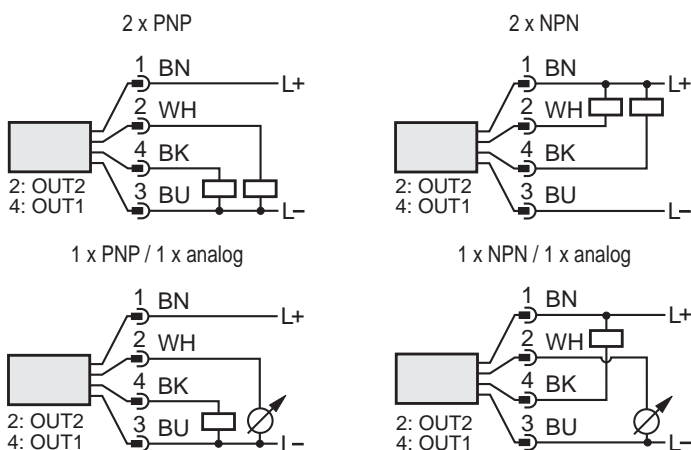 2 x PNP
1 BN
L+
2 WH
4 BK
3 BU
L–
2: OUT2
4: OUT1
2 x NPN
1 BN
L+
2 WH
4 BK
3 BU
L–
2: OUT2
4: OUT1
1 x PNP / 1 x analog
1 BN
L+
2 WH
4 BK
3 BU
L–
2: OUT2
4: OUT1
1 x NPN / 1 x analog
1 BN
L+
2 WH
4 BK
3 BU
L–
2: OUT2
4: OUT1